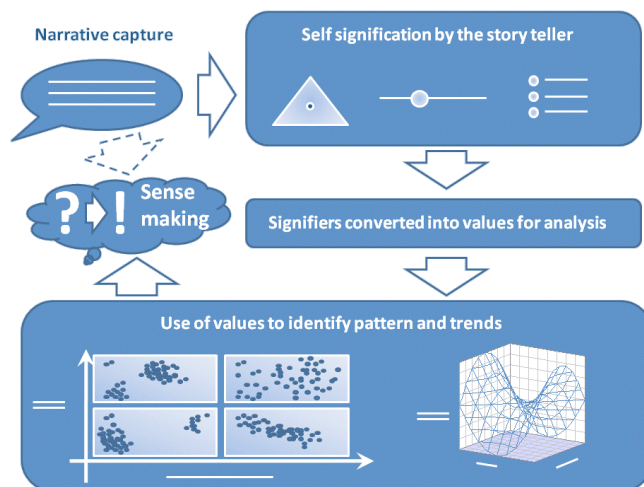 Narrative capture
Self signification by the story teller
? !
Sense
making
Signifiers converted into values for analysis
Use of values to identify pattern and trends